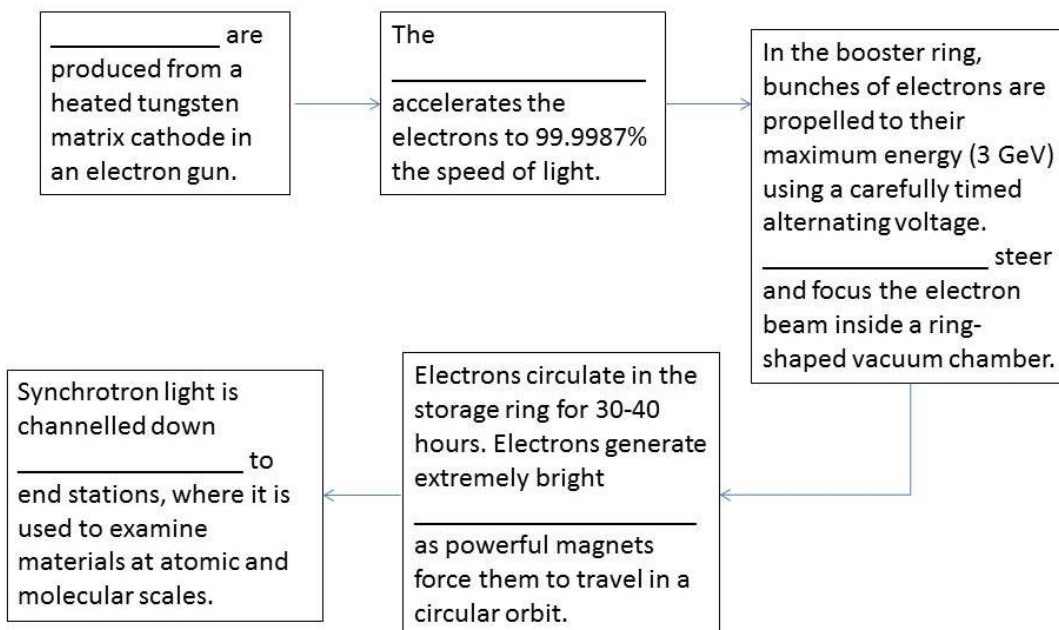 ____________ are
produced from a
heated tungsten
matrix cathode in
an electron gun.
The
__________________
accelerates the
electrons to 99.9987%
the speed of light.
In the booster ring,
bunches of electrons are
propelled to their
maximum energy (3 GeV)
using a carefully timed
alternating voltage.
________________ steer
and focus the electron
beam inside a ring-
shaped vacuum chamber.
Electrons circulate in the
storage ring for 30-40
hours. Electrons generate
extremely bright
____________________
as powerful magnets
force them to travel in a
circular orbit.
Synchrotron light is
channelled down
________________ to
end stations, where it is
used to examine
materials at atomic and
molecular scales.